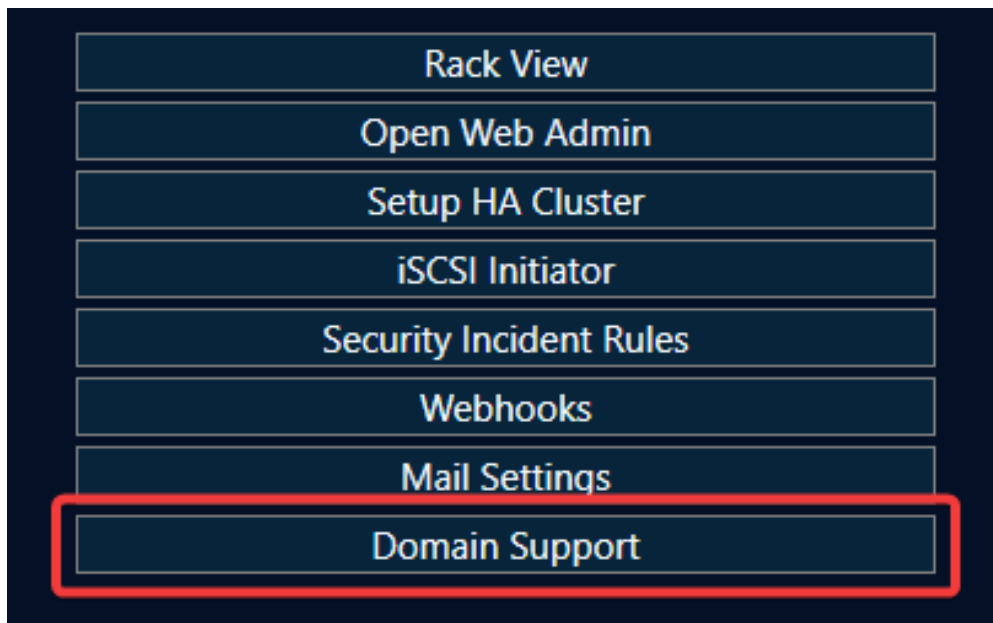 Rack View
Open Web Admin
Setup HA Cluster
iSCSI Initiator
Security Incident Rules
Webhooks
Mail Settings
Domain Support